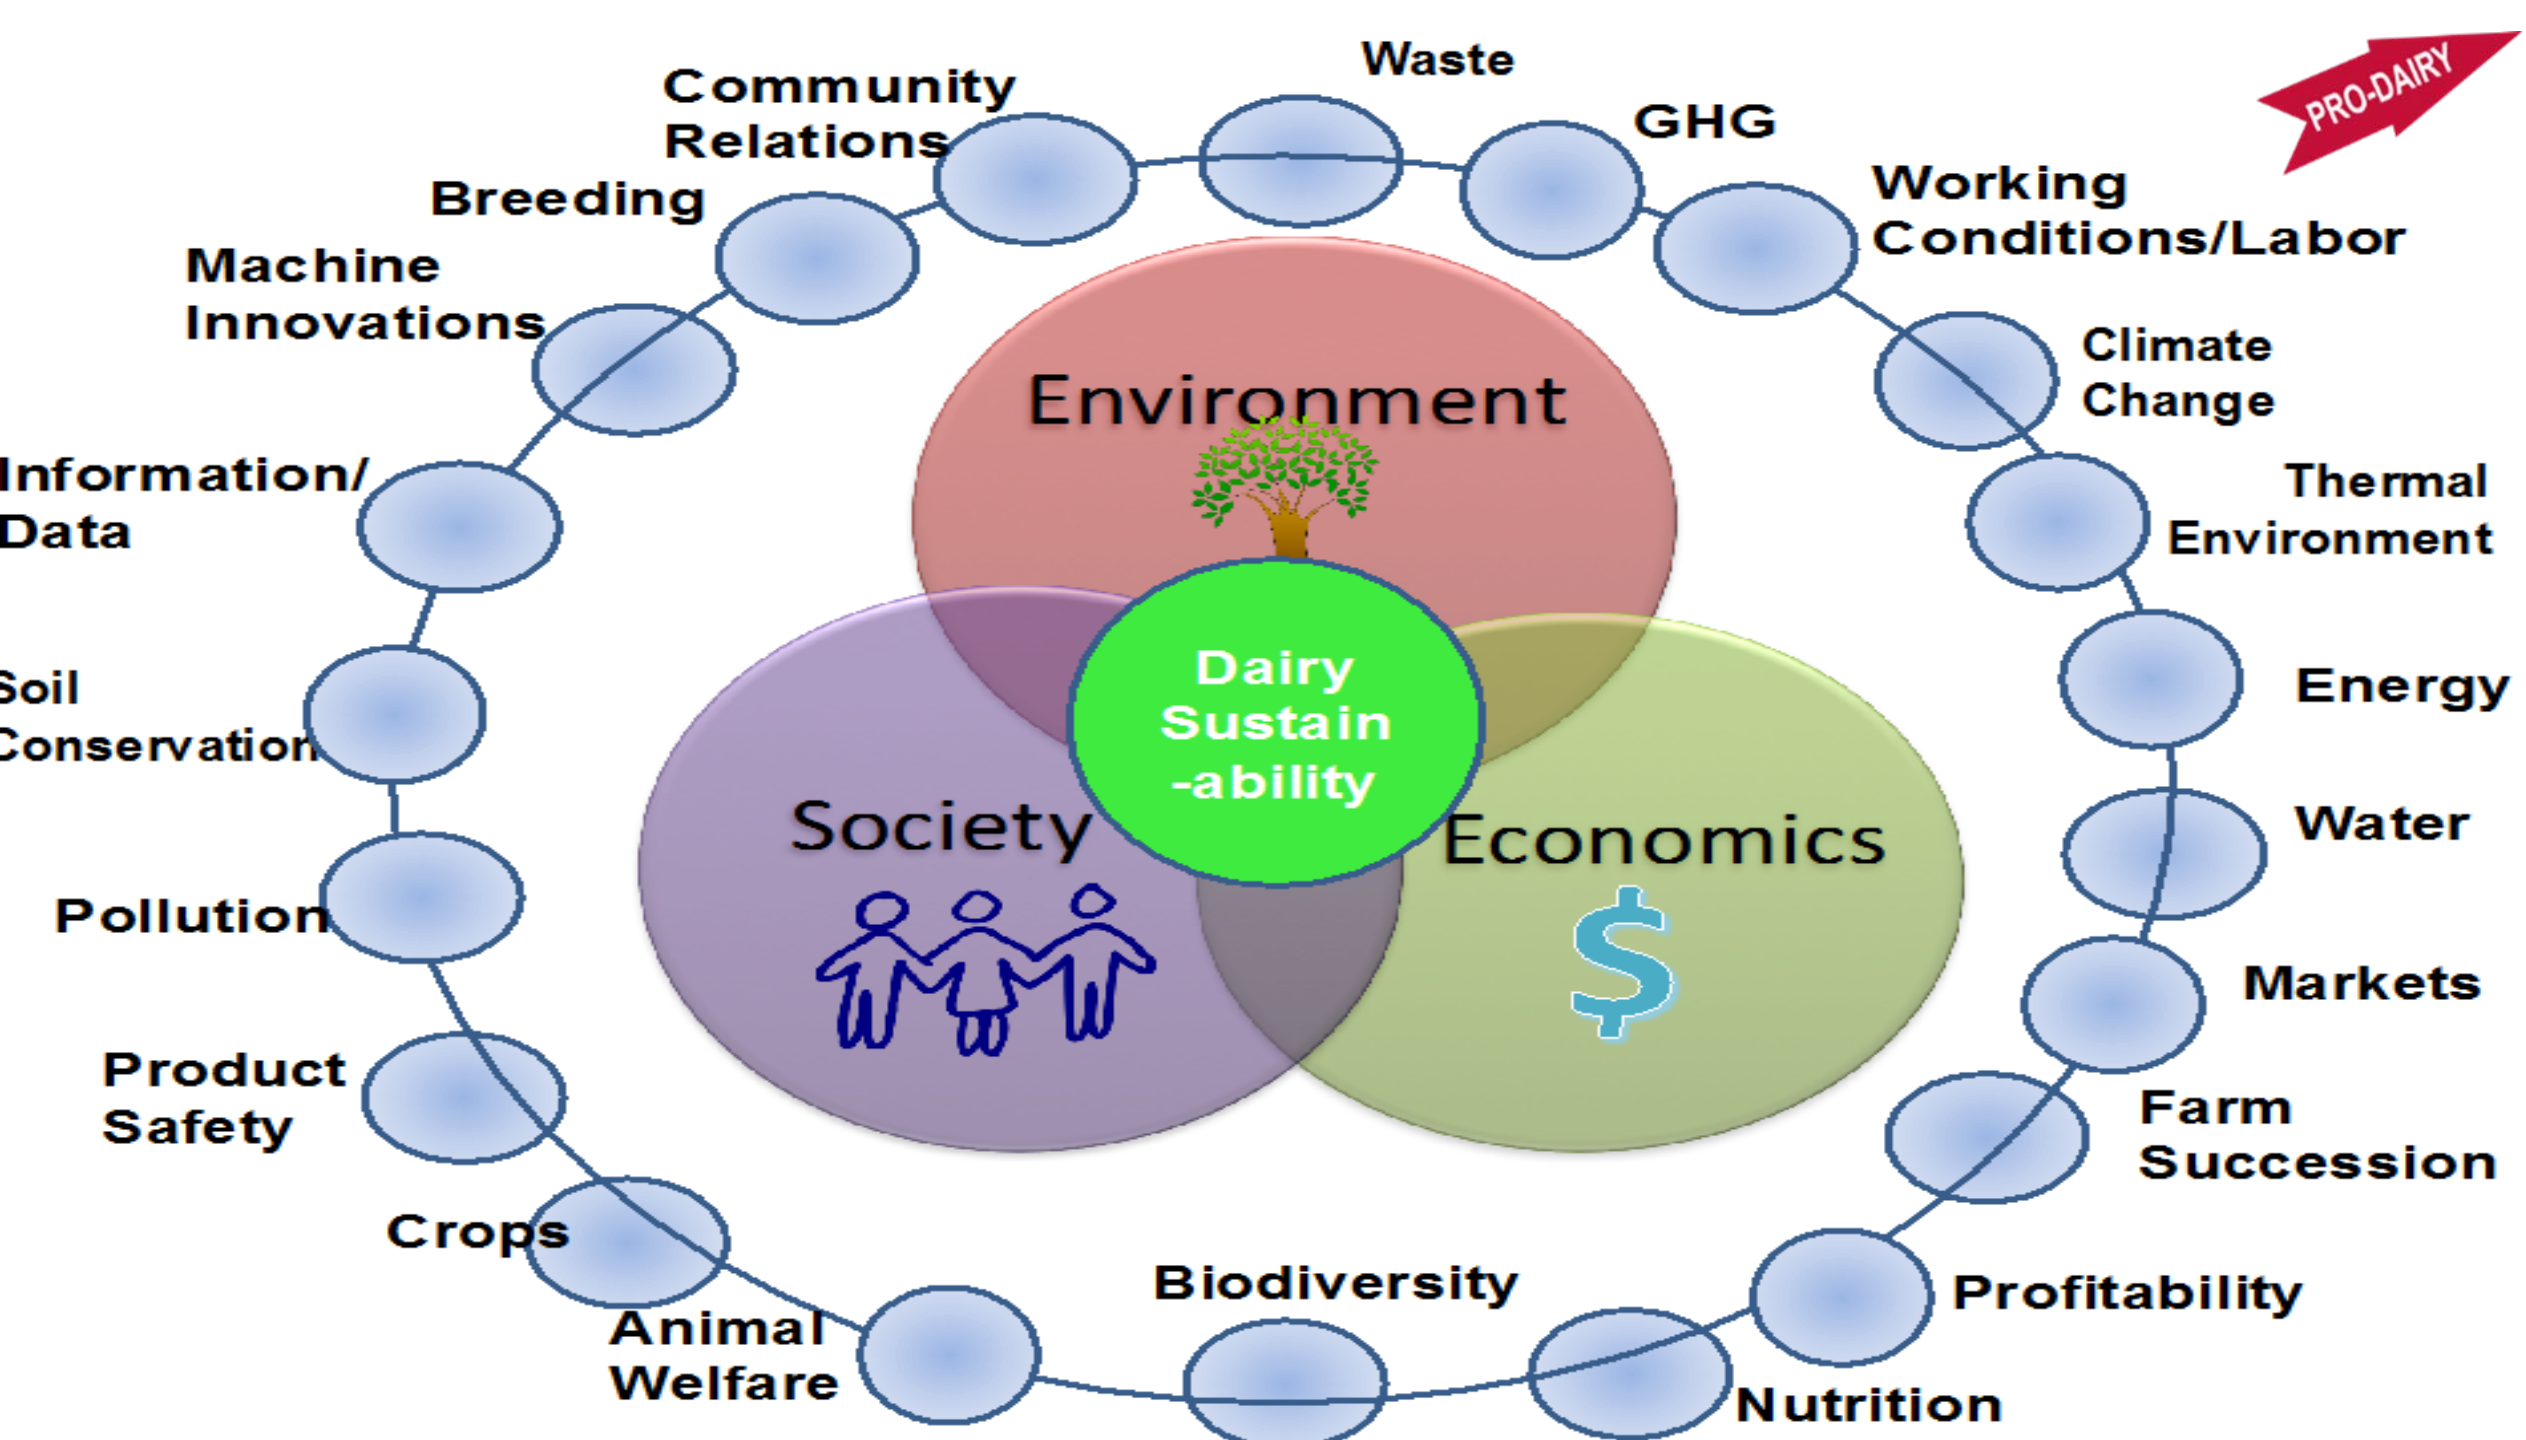 Waste
PRO-DAIRY
Community
Relations
GHG
Breeding
Working
Conditions/Labor
Machine
Innovations
Climate
Change
Environment
Information/
Data
Thermal
Environment
Dairy
Sustain
-ability
Soil
Conservation
Energy
Society
Economics
$
Water
Pollution
Markets
Product
Safety
Farm
Succession
Crops
Biodiversity
Profitability
Animal
Welfare
Nutrition